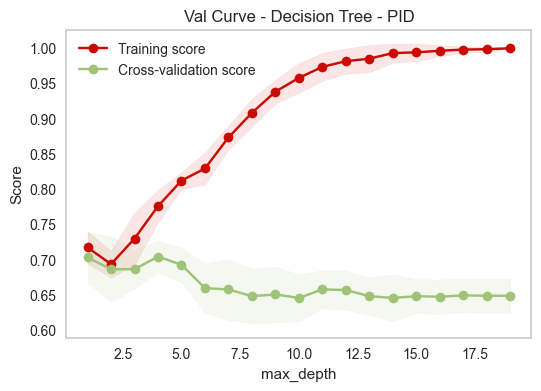 Val Curve - Decision Tree - PID
Training score
Cross-validation score
Score
1.00
0.95
0.90
0.85
0.80
0.75
0.70
0.65
0.60
2.5 5.0 7.5 10.0 12.5 15.0 17.5
max_depth